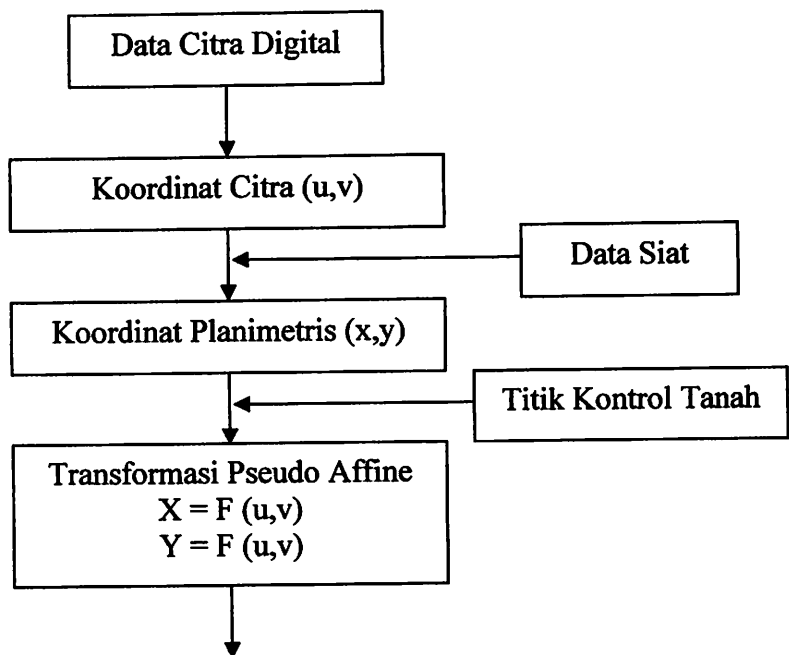 Data Citra Digital
Koordinat Citra (u,v)
Data Siat
Koordinat Planimetris (x,y)
Titik Kontrol Tanah
Transformasi Pseudo Affine
X = F (u,v)
Y = F (u,v)